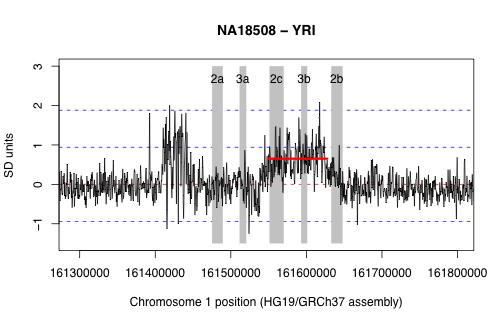 NA18508 − YRI
SD units
3
2
1
0
−1
2a
3a
2c
3b
2b
161300000
161400000
161500000
161600000
161700000
161800000
Chromosome 1 position (HG19/GRCh37 assembly)